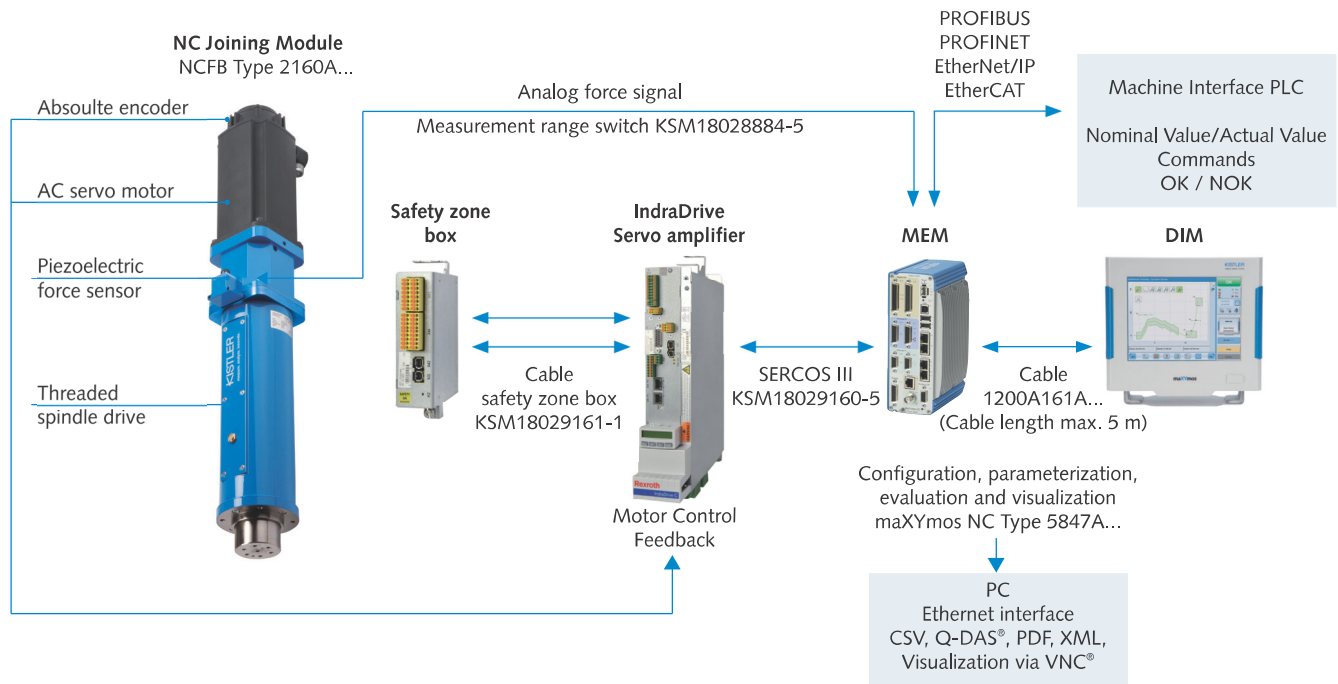 NC Joining Module
NCFB Type 2160A...
Absoulte encoder
AC servo motor
Piezoelectric
force sensor
Threaded
spindle drive
KISTLER
Analog force signal
Measurement range switch KSM18028884-5
PROFIBUS
PROFINET
EtherNet/IP
EtherCAT
Machine Interface PLC
Nominal Value/Actual Value
Commands
OK / NOK
Safety zone
box
IndraDrive
Servo amplifier
MEM
DIM
KISTLER
maXYmos
Cable
safety zone box
KSM18029161-1
SERCOS III
KSM18029160-5
Cable
1200A161A...
(Cable length max. 5 m)
Rexroth
Motor Control
Feedback
Configuration, parameterization,
evaluation and visualization
maXYmos NC Type 5847A...
PC
Ethernet interface
CSV, Q-DAS®, PDF, XML,
Visualization via VNC®